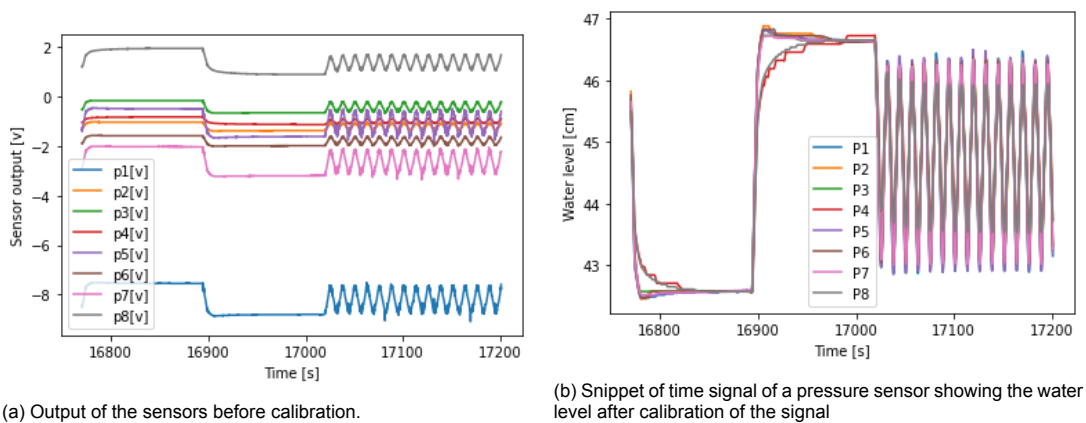 2
0
−2
−4
−6
−8
Sensor output [v]
p1[v]
p2[v]
p3[v]
p4[v]
p5[v]
p6[v]
p7[v]
p8[v]
16800 16900 17000 17100 17200
Time [s]
(a) Output of the sensors before calibration.
47
46
45
44
43
Water level [cm]
P1
P2
P3
P4
P5
P6
P7
P8
16800 16900 17000 17100 17200
Time [s]
(b) Snippet of time signal of a pressure sensor showing the water
level after calibration of the signal